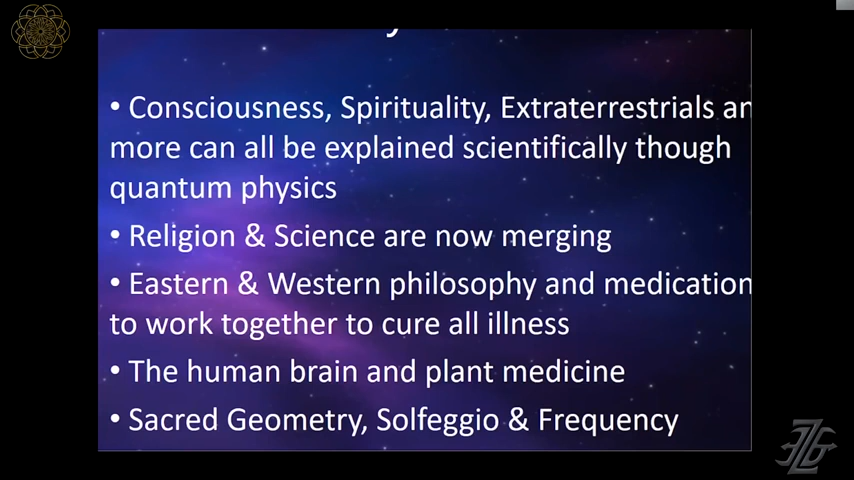 • Consciousness, Spirituality, Extraterrestrials an
more can all be explained scientifically though
quantum physics
• Religion & Science are now merging
• Eastern & Western philosophy and medication
to work together to cure all illness
• The human brain and plant medicine
• Sacred Geometry, Solfeggio & Frequency